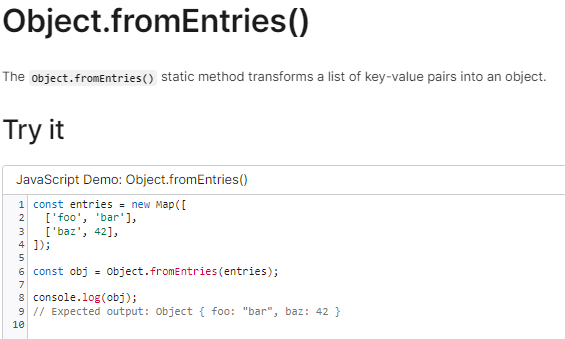 Object.fromEntries()
The Object.fromEntries() static method transforms a list of key-value pairs into an object.
Try it
JavaScript Demo: Object.fromEntries()
1 const entries = new Map([
2   ['foo', 'bar'],
3   ['baz', 42],
4 ]);
5
6 const obj = Object.fromEntries(entries);
7
8 console.log(obj);
9 // Expected output: Object { foo: "bar", baz: 42 }
10